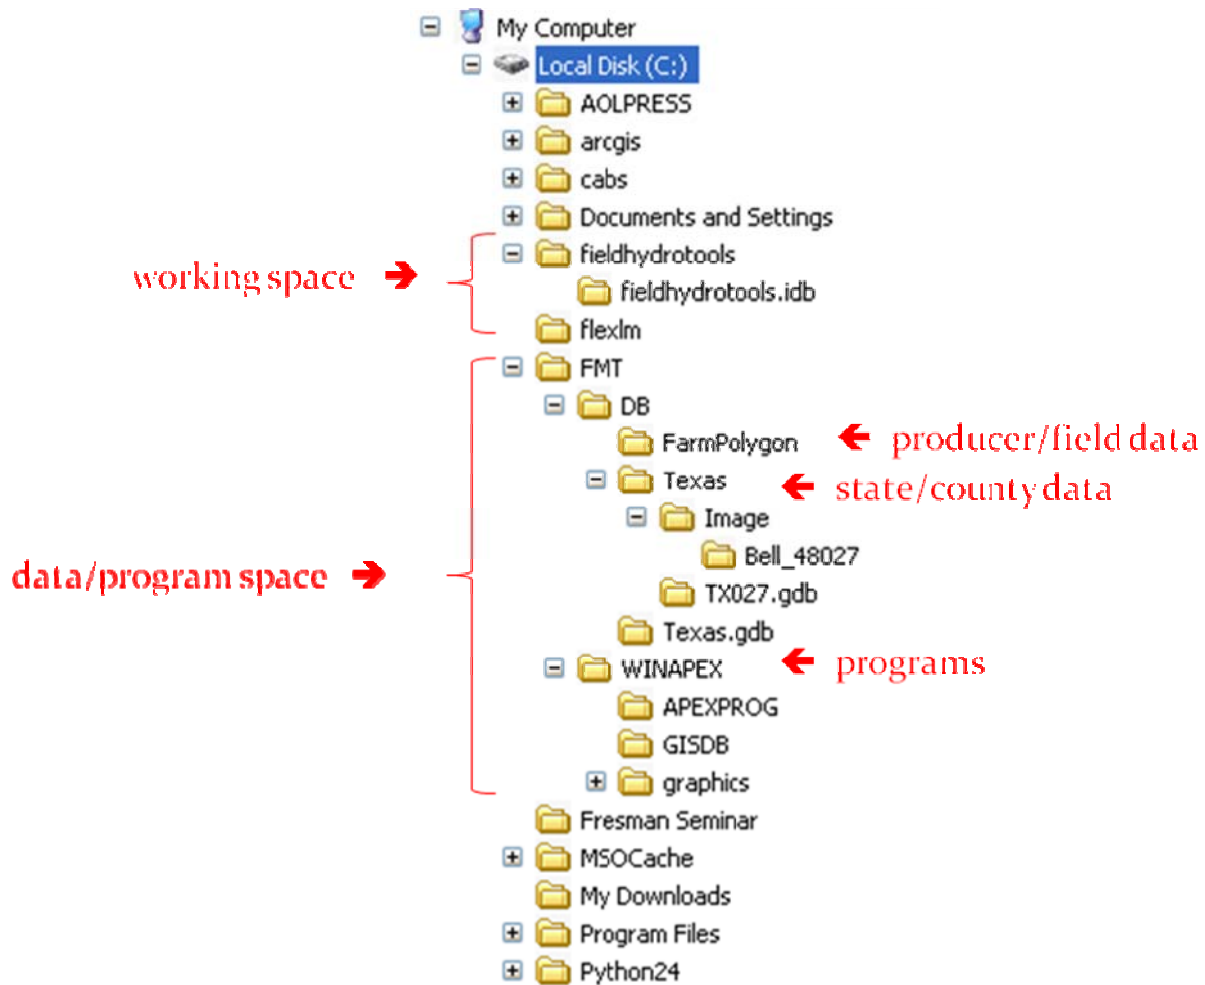 My Computer
Local Disk (C:)
AOLPRESS
arcgis
cabs
Documents and Settings
fieldhydrotools
working space
fieldhydrotools.idb
flexlm
FMT
DB
FarmPolygon
producer/field data
Texas
state/county data
Image
Bell_48027
data/program space
TX027.gdb
Texas.gdb
WINAPEX
programs
APEXPROG
GISDB
graphics
Fresman Seminar
MSOCache
My Downloads
Program Files
Python24